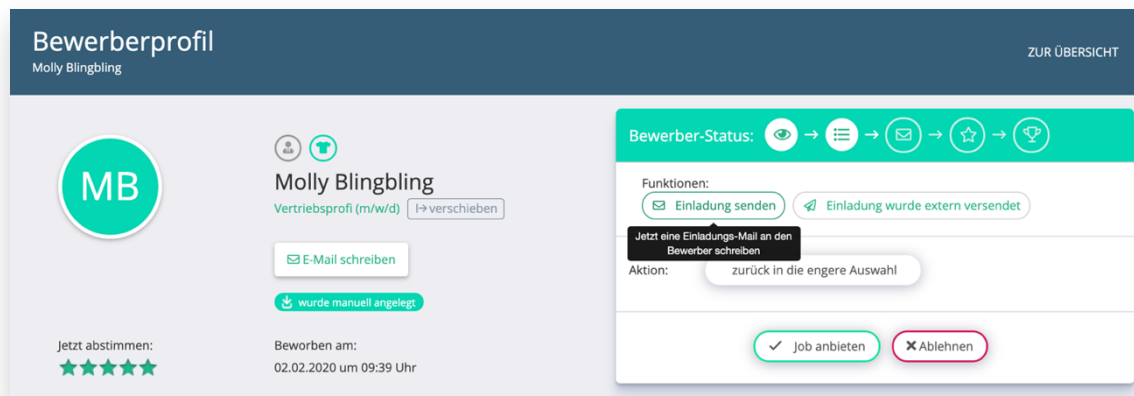 Bewerberprofil
Molly Blingbling
ZUR ÜBERSICHT
MB
Molly Blingbling
Vertriebsprofi (m/w/d) verschieben
E-Mail schreiben
wurde manuell angelegt
Jetzt abstimmen:
Beworben am:
02.02.2020 um 09:39 Uhr
Bewerber-Status:
Funktionen:
Einladung senden Einladung wurde extern versendet
Jetzt eine Einladungs-Mail an den
Bewerber schreiben
Aktion: zurück in die engere Auswahl
Job anbieten Ablehnen